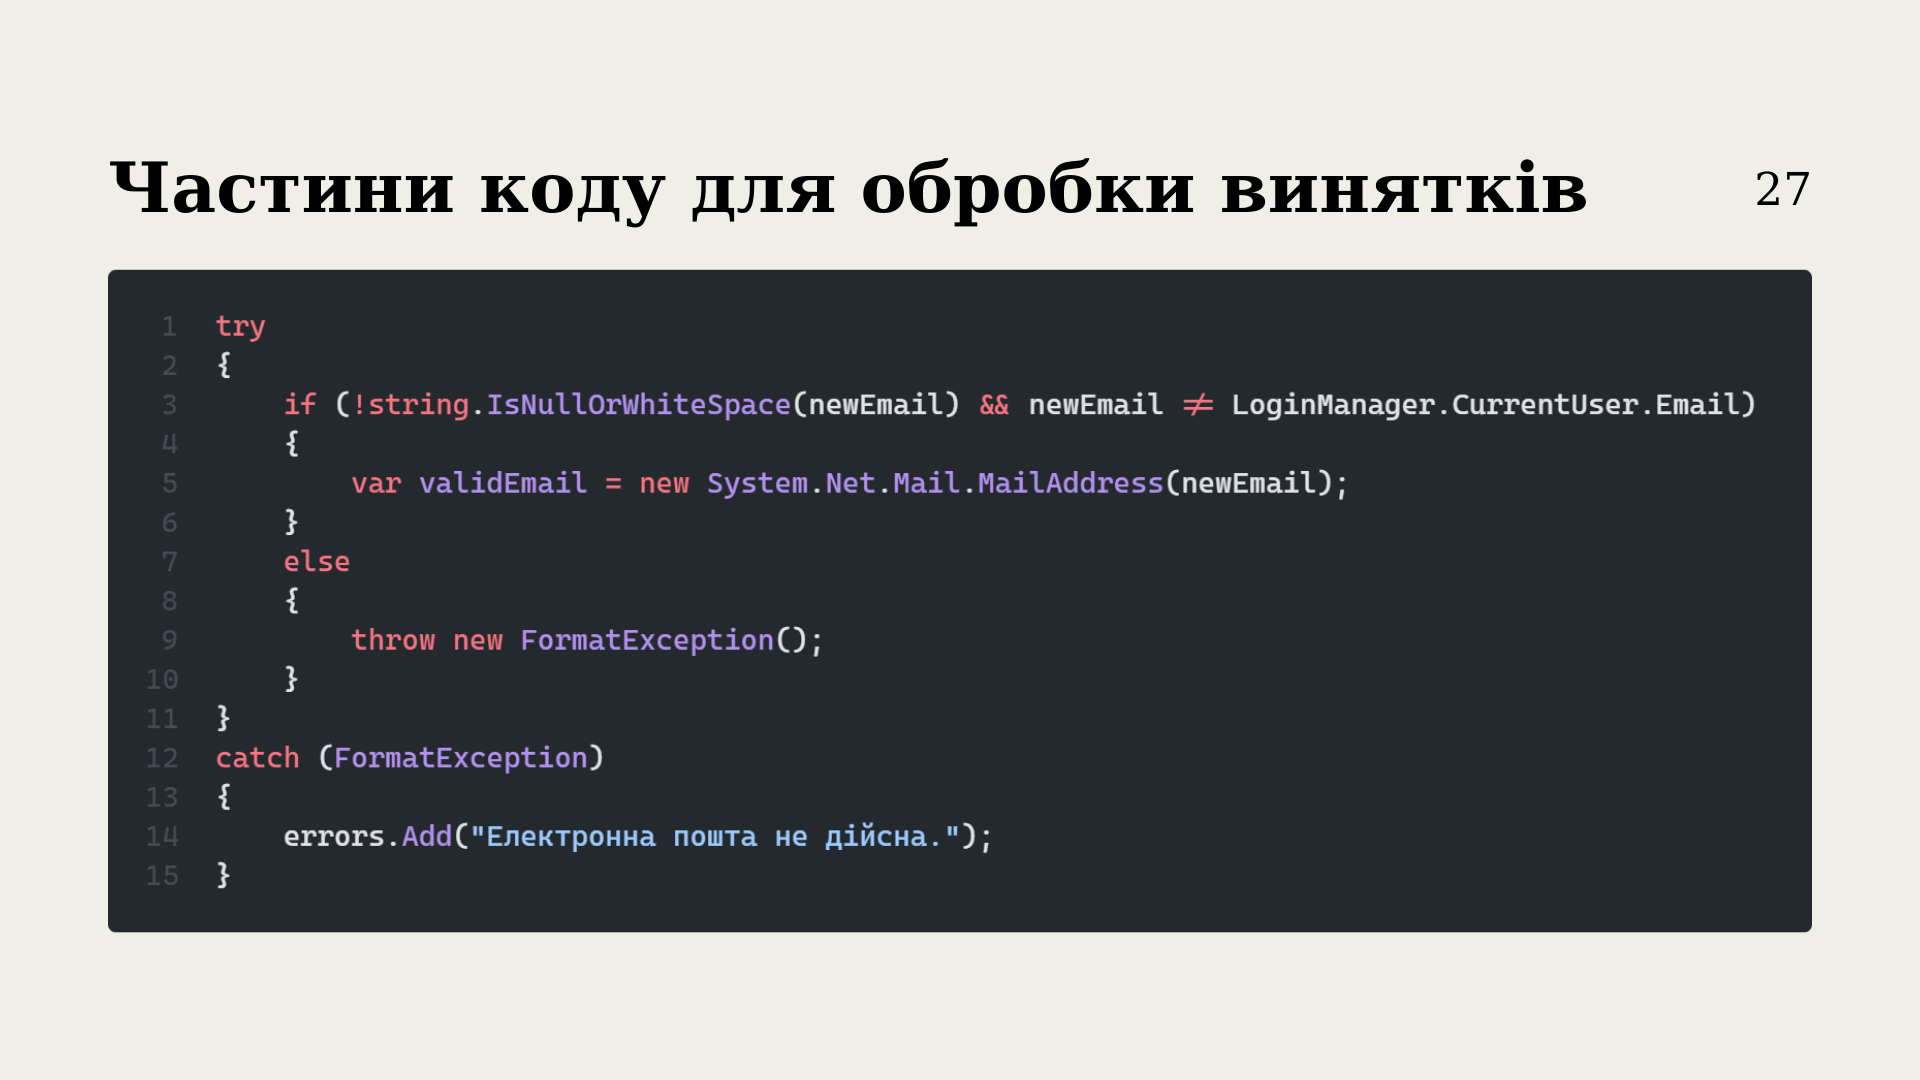 Частини коду для обробки винятків
27
1 try
2 {
3     if (!string.IsNullOrWhiteSpace(newEmail) && newEmail ≠ LoginManager.CurrentUser.Email)
4     {
5         var validEmail = new System.Net.Mail.MailAddress(newEmail);
6     }
7     else
8     {
9         throw new FormatException();
10     }
11 }
12 catch (FormatException)
13 {
14     errors.Add("Електронна пошта не дійсна.");
15 }